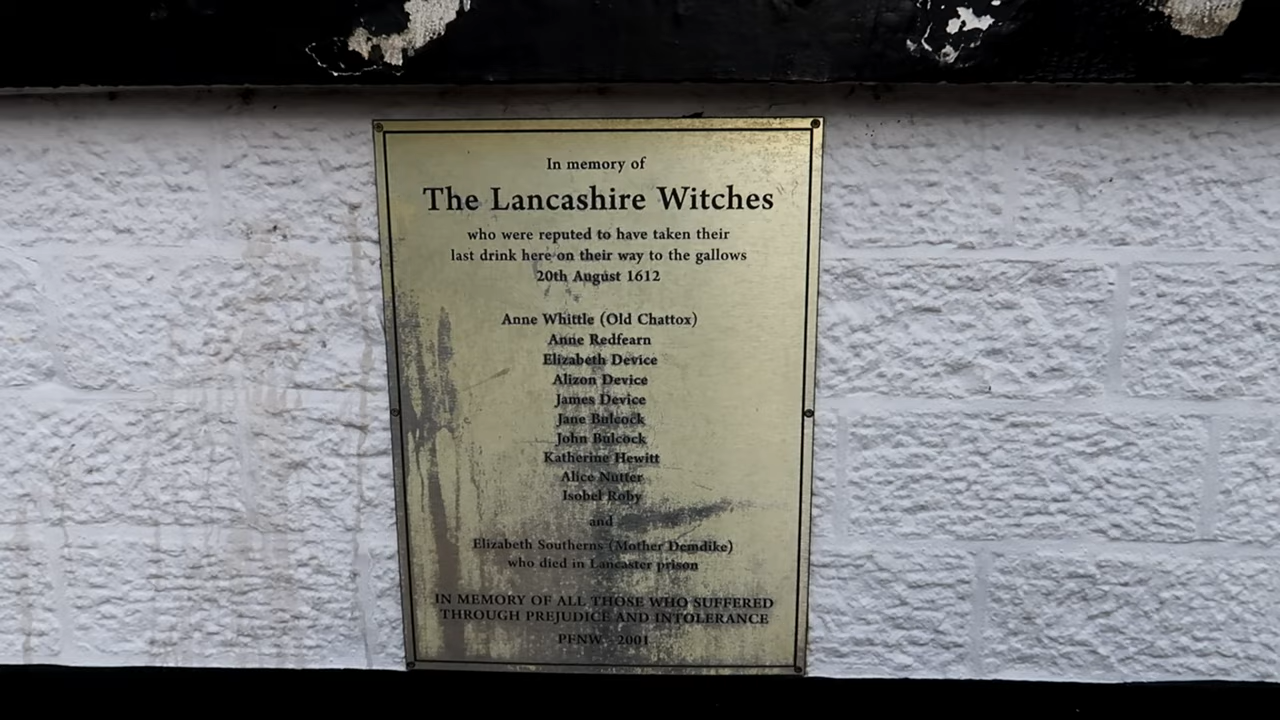 In memory of
The Lancashire Witches
who were reputed to have taken their
last drink here on their way to the gallows
20th August 1612
Anne Whittle (Old Chattox)
Anne Redfearn
Elizabeth Device
Alizon Device
James Device
Jane Bulcock
John Bulcock
Katherine Hewitt
Alice Nutter
Isobel Roby
and
Elizabeth Southerns (Mother Demdike)
who died in Lancaster prison
IN MEMORY OF ALL THOSE WHO SUFFERED
THROUGH PREJUDICE AND INTOLERANCE
PFNW 2001